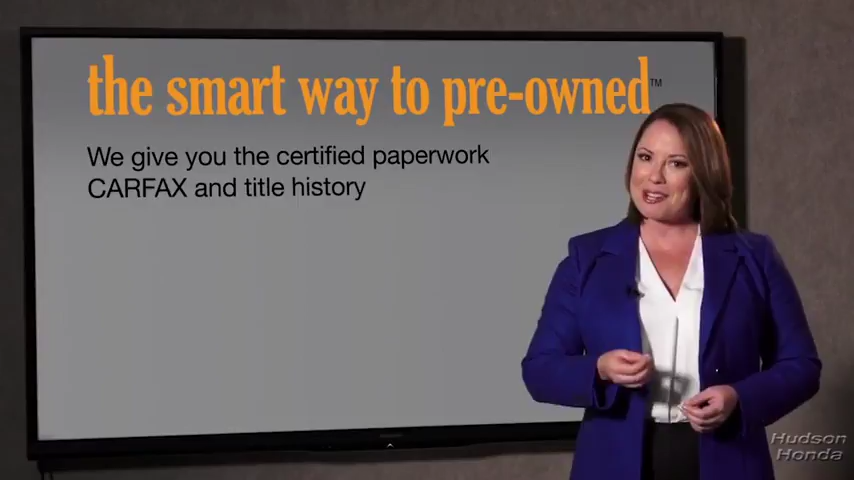 the smart way to pre-owned™
We give you the certified paperwork
CARFAX and title history
Hudson
Honda